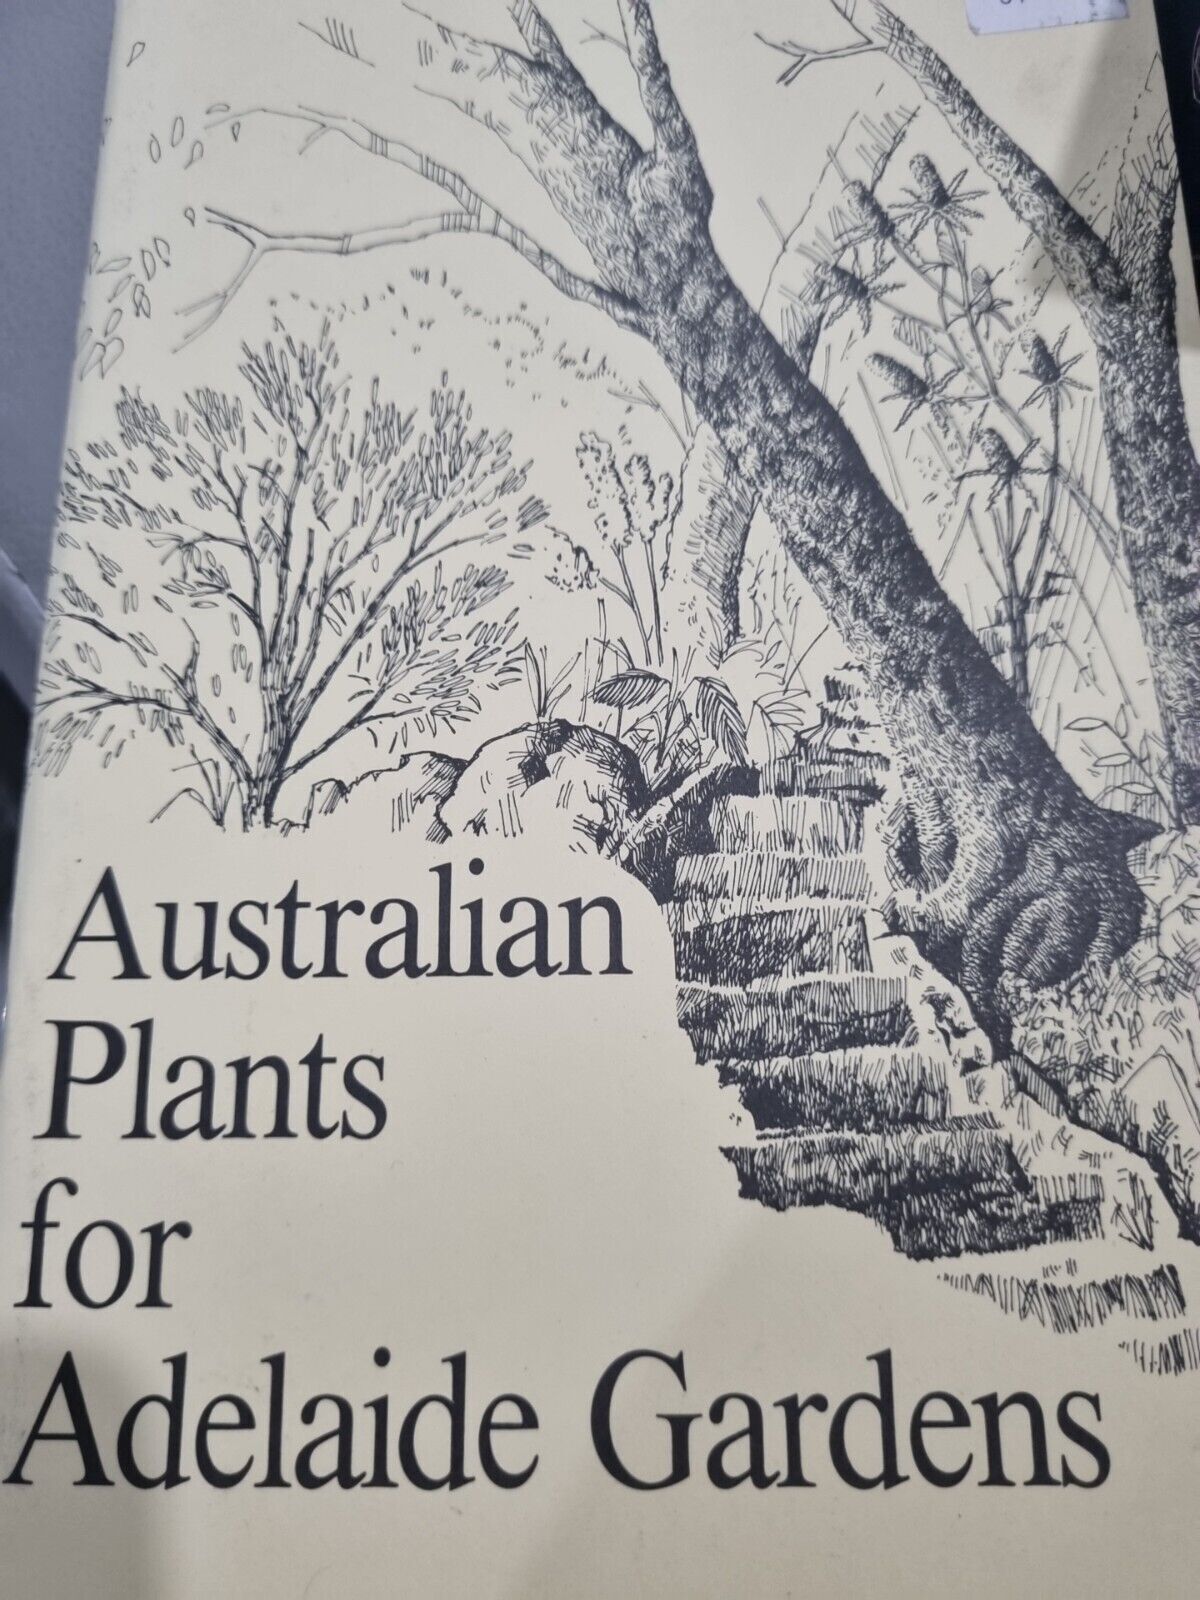 Australian
Plants
for
Adelaide Gardens